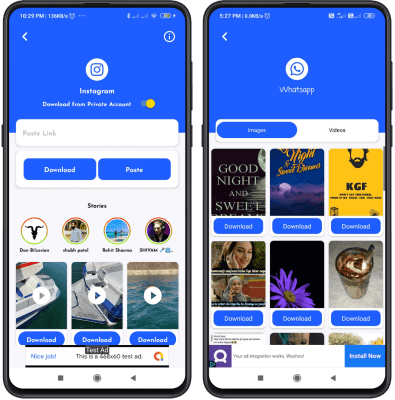 10:29 PM | 136KB/s
Instagram
Download from Private Account
Paste Link
Download
Paste
Stories
Dan Bilzerian
shubh patel
Rohit Sharma
SHIVAM
Download
Download
Download
Test Ad
Nice job!
This is a 468x60 test ad.
5:27 PM | 0.0KB/s
Whatsapp
Images
Videos
GOOD
NIGHT
AND
SWEET
DREAMS
Night
& Sweet Dreams
KGF
Download
Download
Download
Download
Download
Download
Your ad integration works. Woohoo!
Install Now